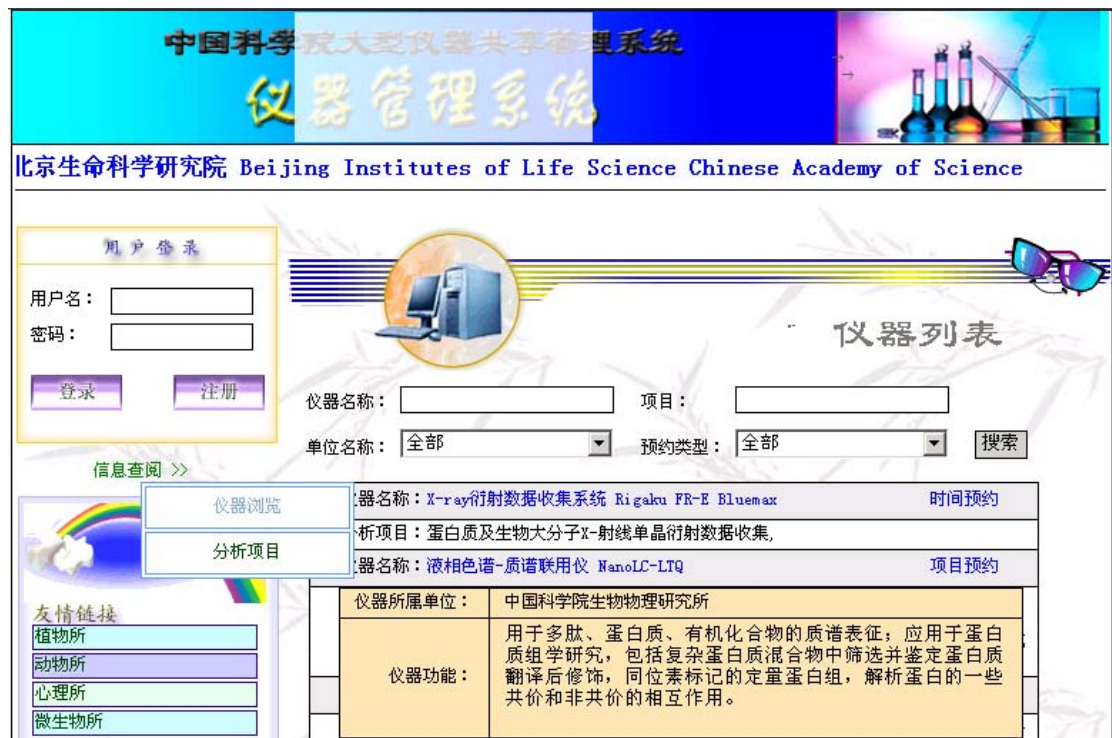 中国科学院大型仪器共享管理系统
仪器管理系统
北京生命科学研究院 Beijing Institutes of Life Science Chinese Academy of Science
用户登录
用户名：
密码：
登录
注册
信息查阅 >>
仪器浏览
分析项目
友情链接
植物所
动物所
心理所
微生物所
仪器列表
仪器名称：
项目：
单位名称：
全部
预约类型：
全部
搜索
器名称：X-ray衍射数据收集系统 Rigaku FR-E Bluemax
时间预约
析项目：蛋白质及生物大分子X-射线单晶衍射数据收集,
器名称：液相色谱-质谱联用仪 NanoLC-LTQ
项目预约
仪器所属单位：
中国科学院生物物理研究所
仪器功能：
用于多肽、蛋白质、有机化合物的质谱表征；应用于蛋白
质组学研究，包括复杂蛋白质混合物中筛选并鉴定蛋白质
翻译后修饰，同位素标记的定量蛋白组，解析蛋白的一些
共价和非共价的相互作用。